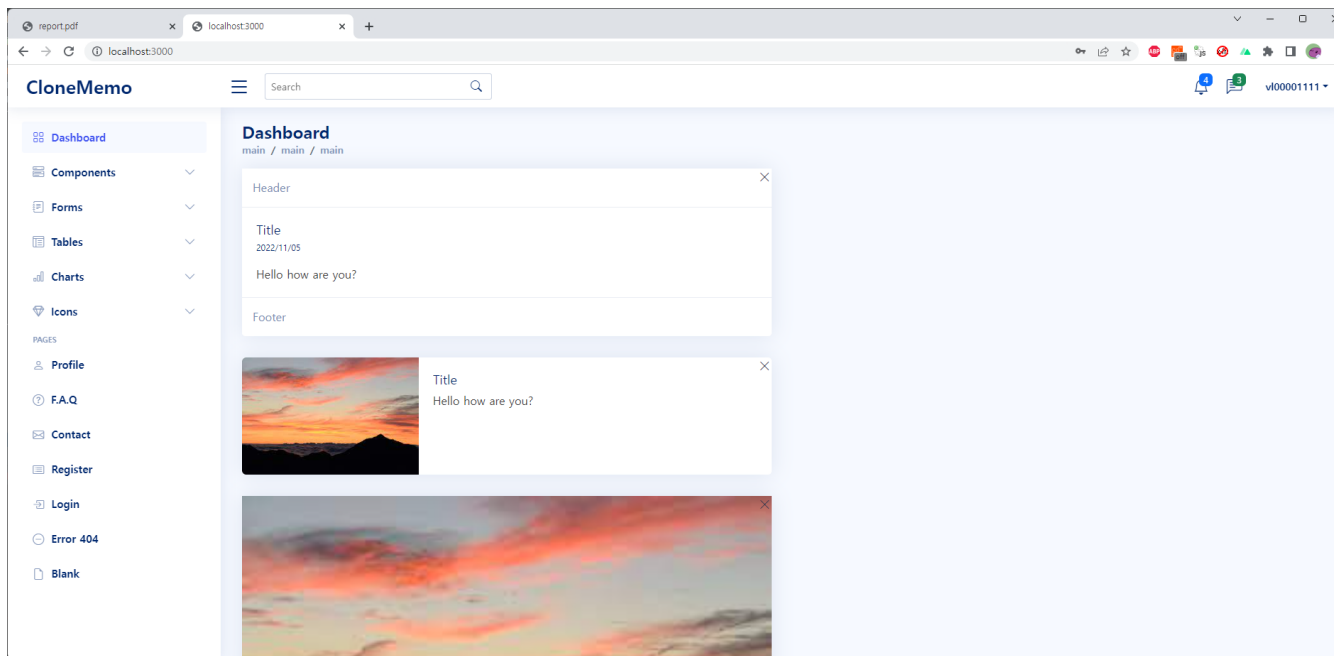 report.pdf
localhost:3000
localhost:3000
CloneMemo
Search
4
3
vl00001111
Dashboard
Components
Forms
Tables
Charts
Icons
PAGES
Profile
F.A.Q
Contact
Register
Login
Error 404
Blank
Dashboard
main / main / main
Header
Title
2022/11/05
Hello how are you?
Footer
Title
Hello how are you?